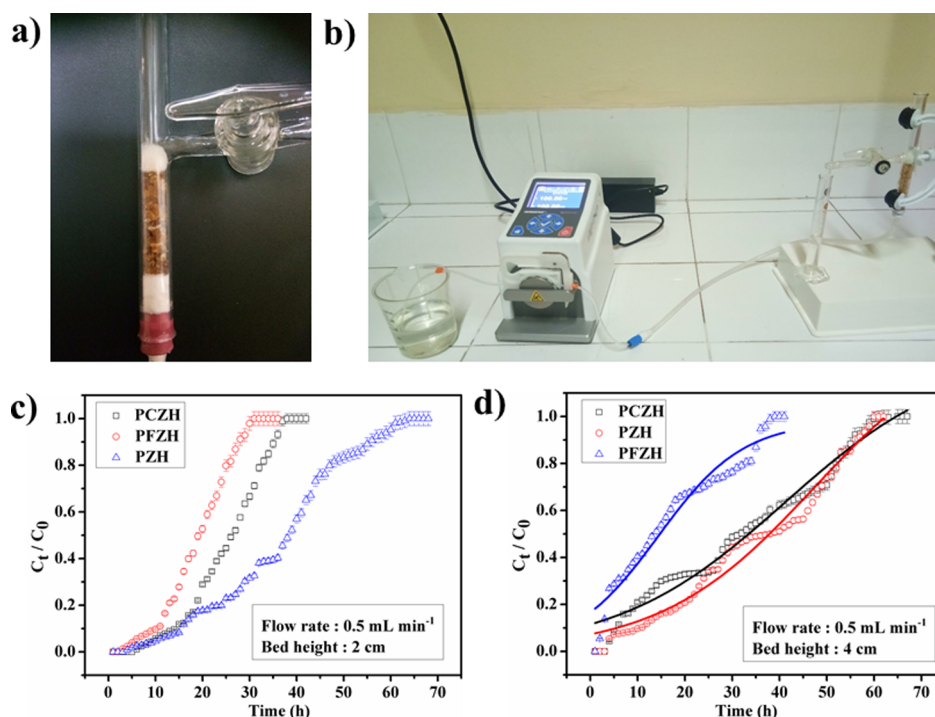 a)
b)
100.00
c)
1.0
0.8
0.6
0.4
0.2
0.0
C_t / C_0
PCZH
PFZH
PZH
Flow rate : 0.5 mL min⁻¹
Bed height : 2 cm
0 10 20 30 40 50 60 70
Time (h)
d)
1.0
0.8
0.6
0.4
0.2
0.0
C_t / C_0
PCZH
PZH
PFZH
Flow rate : 0.5 mL min⁻¹
Bed height : 4 cm
0 10 20 30 40 50 60 70
Time (h)